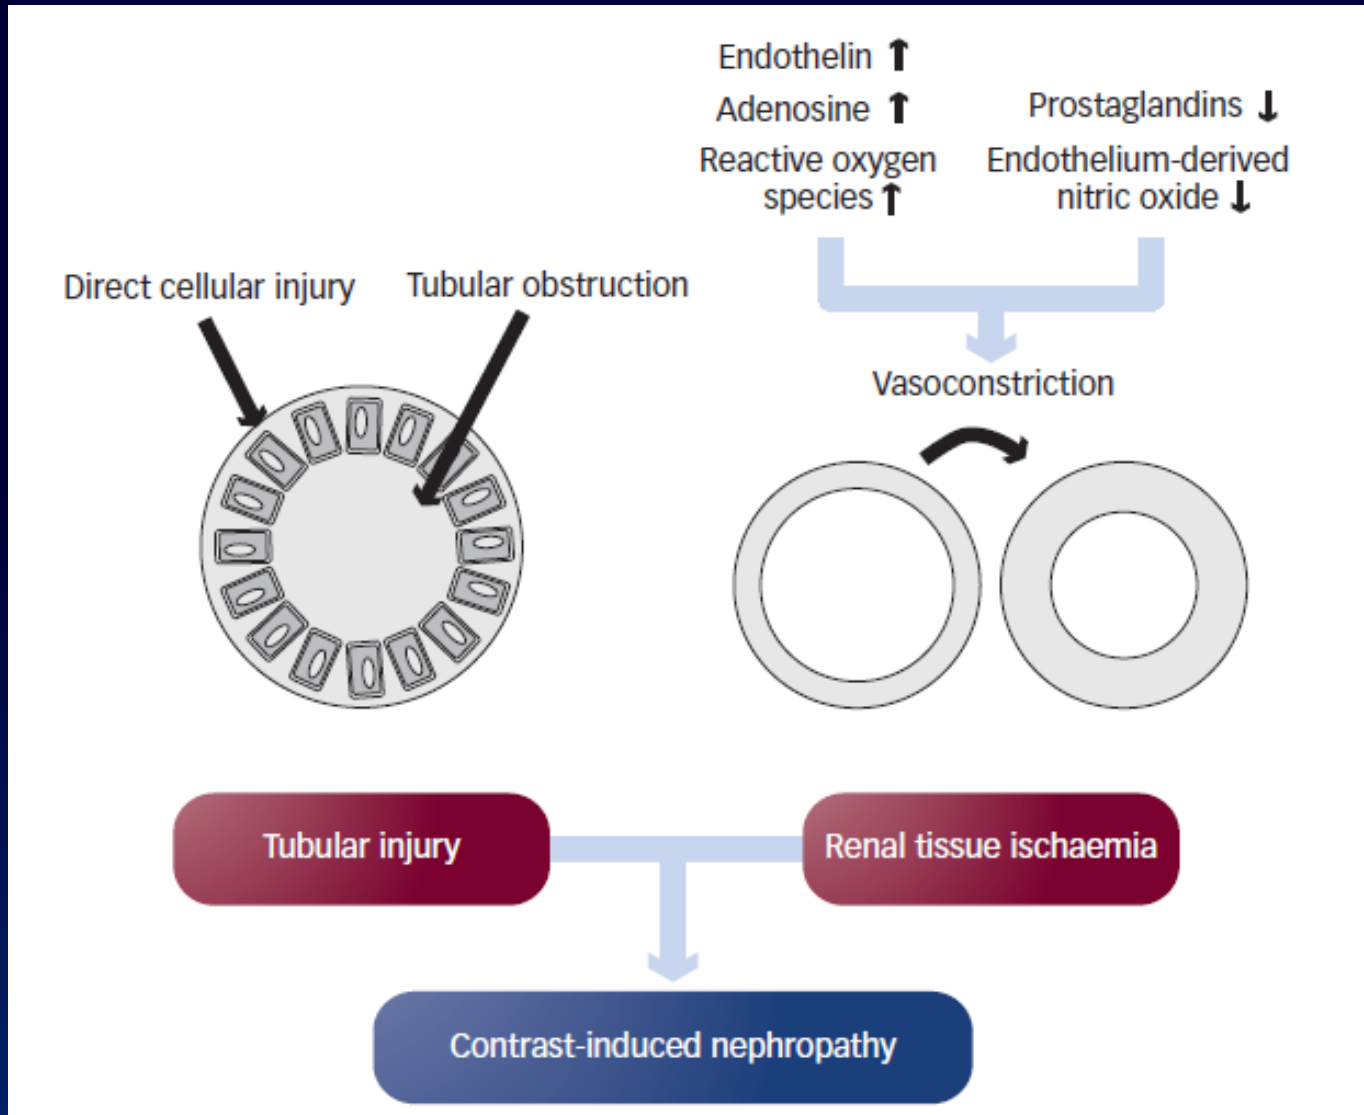 Endothelin ↑
Adenosine ↑
Reactive oxygen
species ↑
Prostaglandins ↓
Endothelium-derived
nitric oxide ↓
Direct cellular injury
Tubular obstruction
Vasoconstriction
Tubular injury
Renal tissue ischaemia
Contrast-induced nephropathy